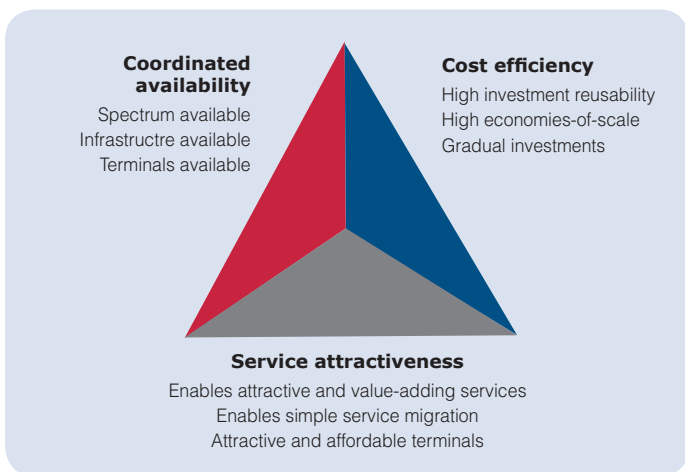 Coordinated
availability
Spectrum available
Infrastructre available
Terminals available
Cost efficiency
High investment reusability
High economies-of-scale
Gradual investments
Service attractiveness
Enables attractive and value-adding services
Enables simple service migration
Attractive and affordable terminals